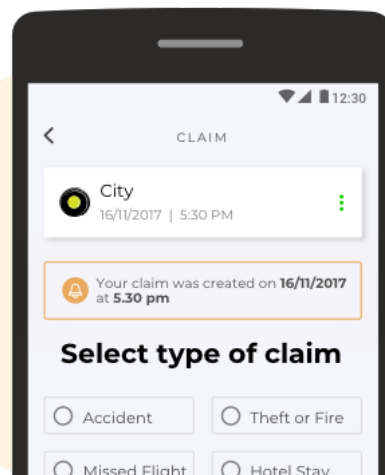 12:30
CLAIM
City
16/11/2017 | 5:30 PM
Your claim was created on 16/11/2017
at 5.30 pm
Select type of claim
Accident
Theft or Fire
Missed Flight
Hotel Stay